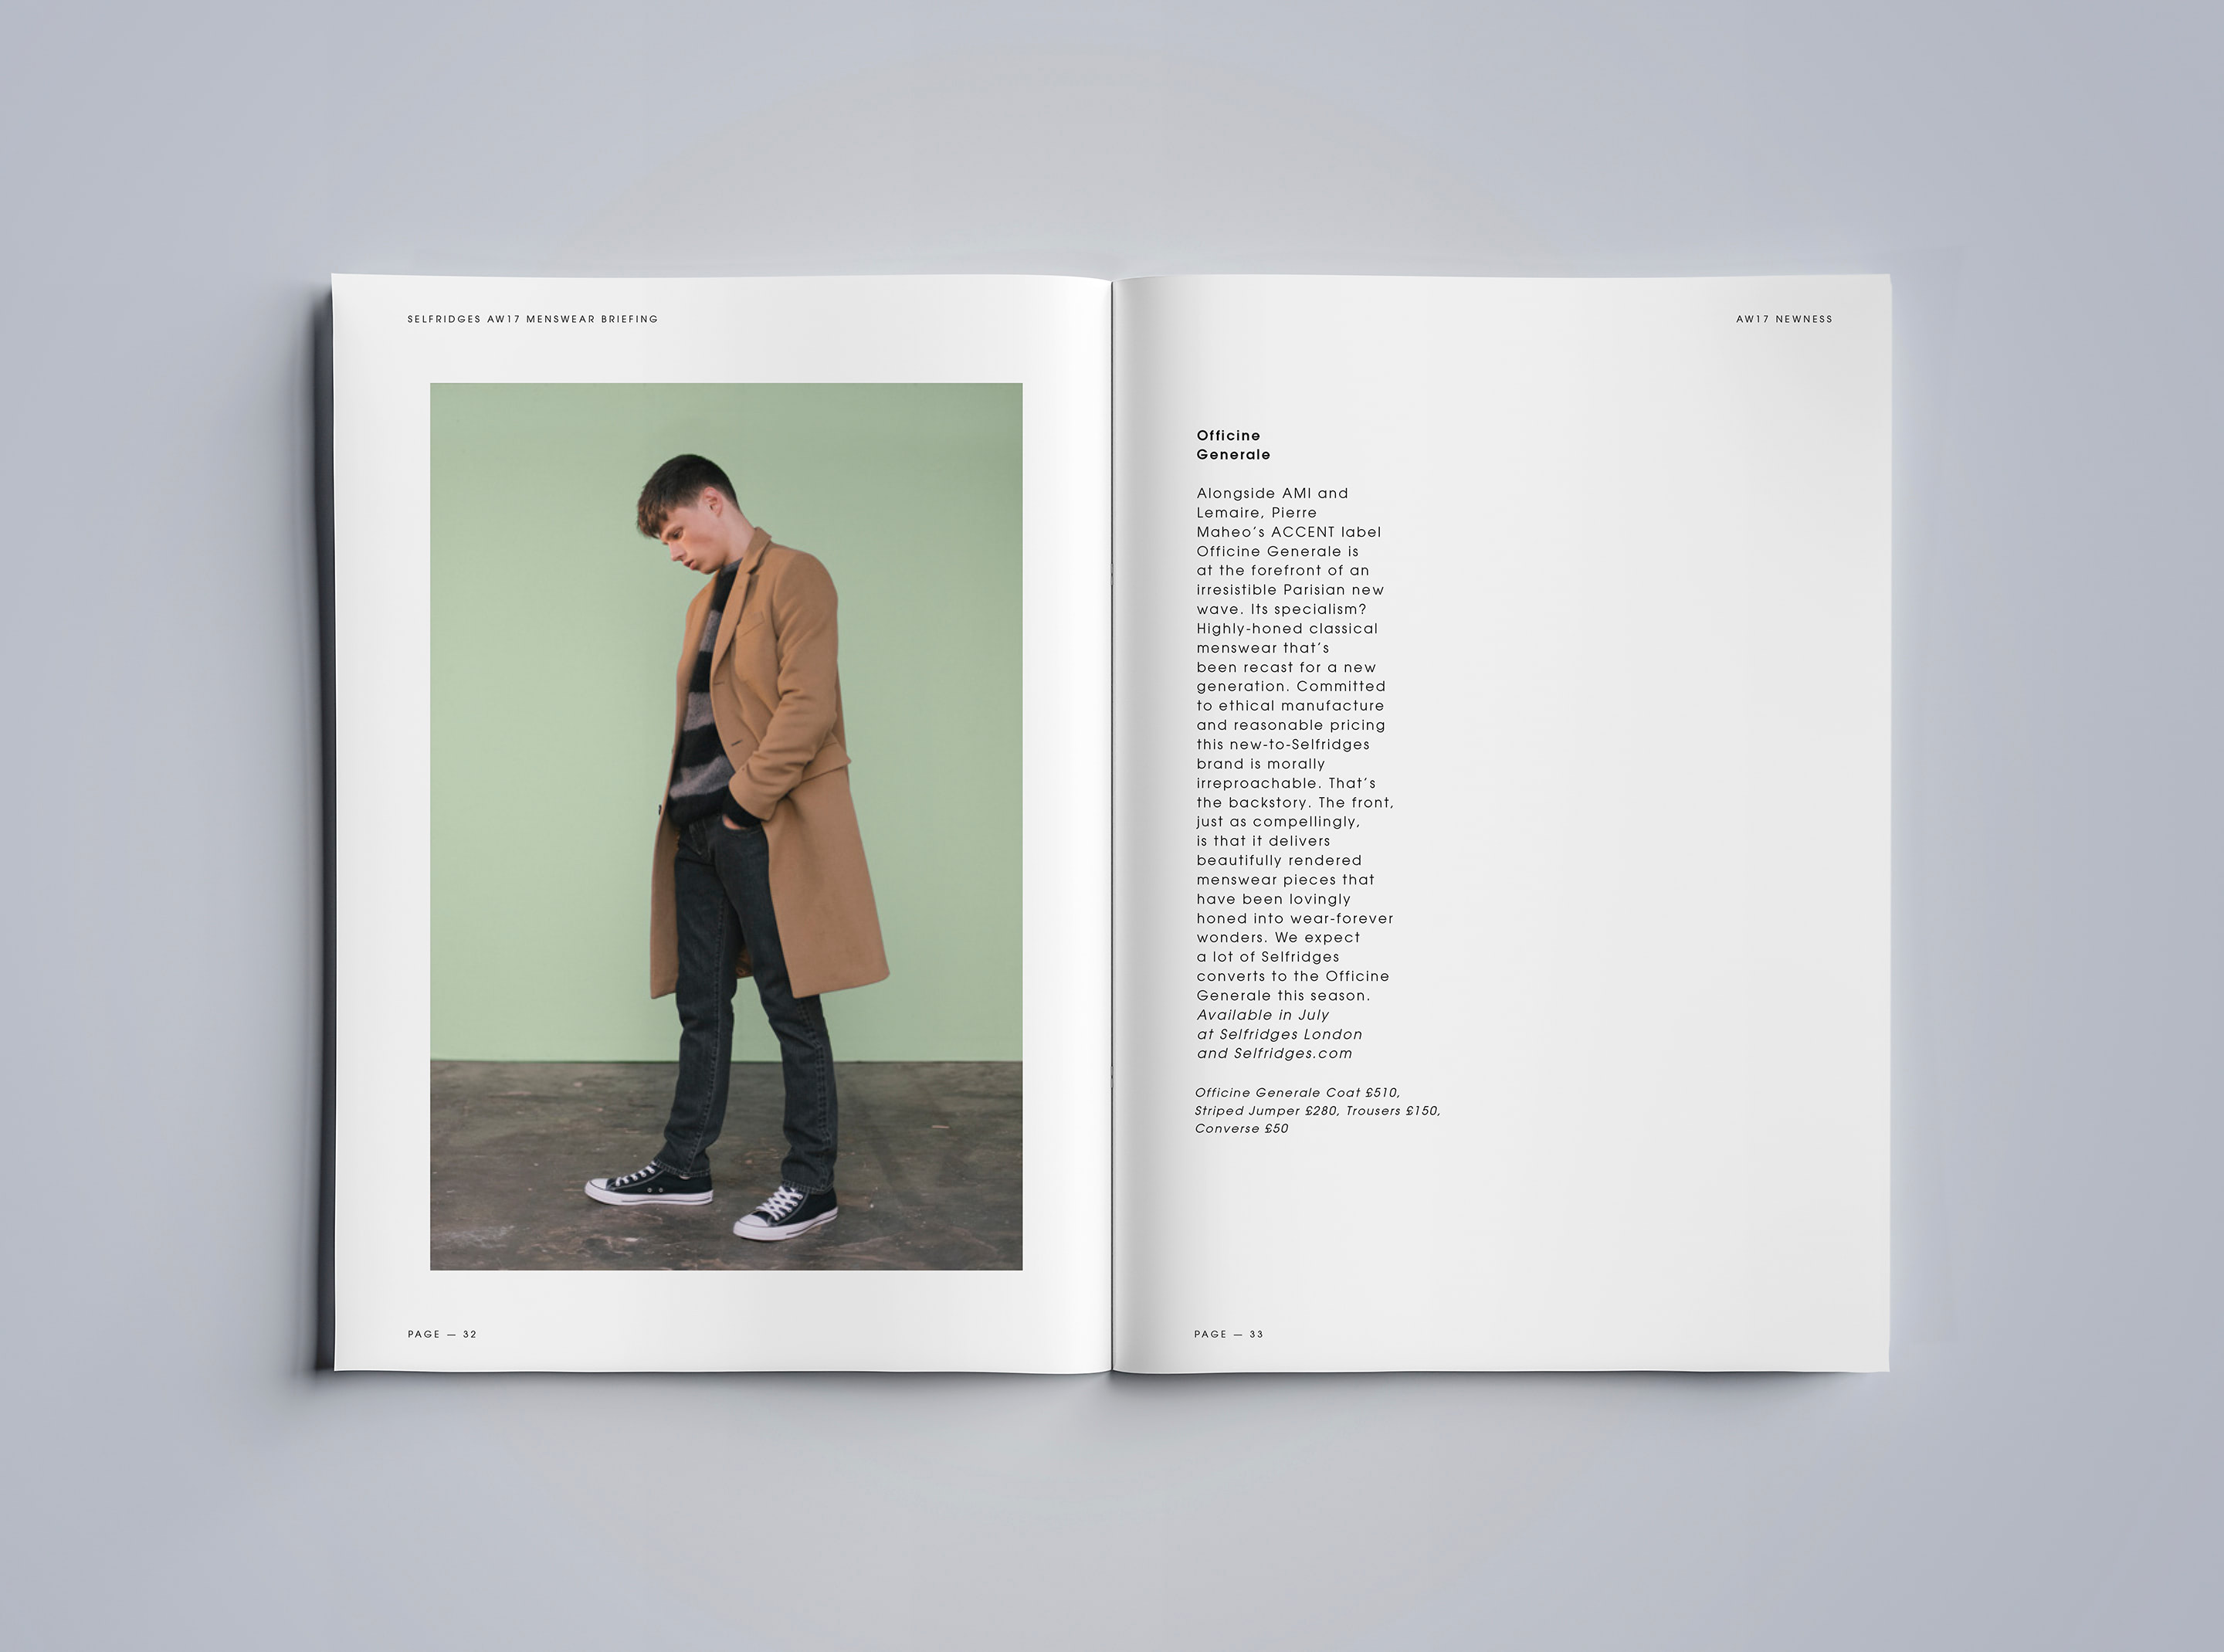 SELFRIDGES AW17 MENSWEAR BRIEFING
PAGE — 32
AW17 NEWNESS
Officine
Generale
Alongside AMI and
Lemaire, Pierre
Maheo’s ACCENT label
Officine Generale is
at the forefront of an
irresistible Parisian new
wave. Its specialism?
Highly-honed classical
menswear that’s
been recast for a new
generation. Committed
to ethical manufacture
and reasonable pricing
this new-to-Selfridges
brand is morally
irreproachable. That’s
the backstory. The front,
just as compellingly,
is that it delivers
beautifully rendered
menswear pieces that
have been lovingly
honed into wear-forever
wonders. We expect
a lot of Selfridges
converts to the Officine
Generale this season.
Available in July
at Selfridges London
and Selfridges.com
Officine Generale Coat £510,
Striped Jumper £280, Trousers £150,
Converse £50
PAGE — 33